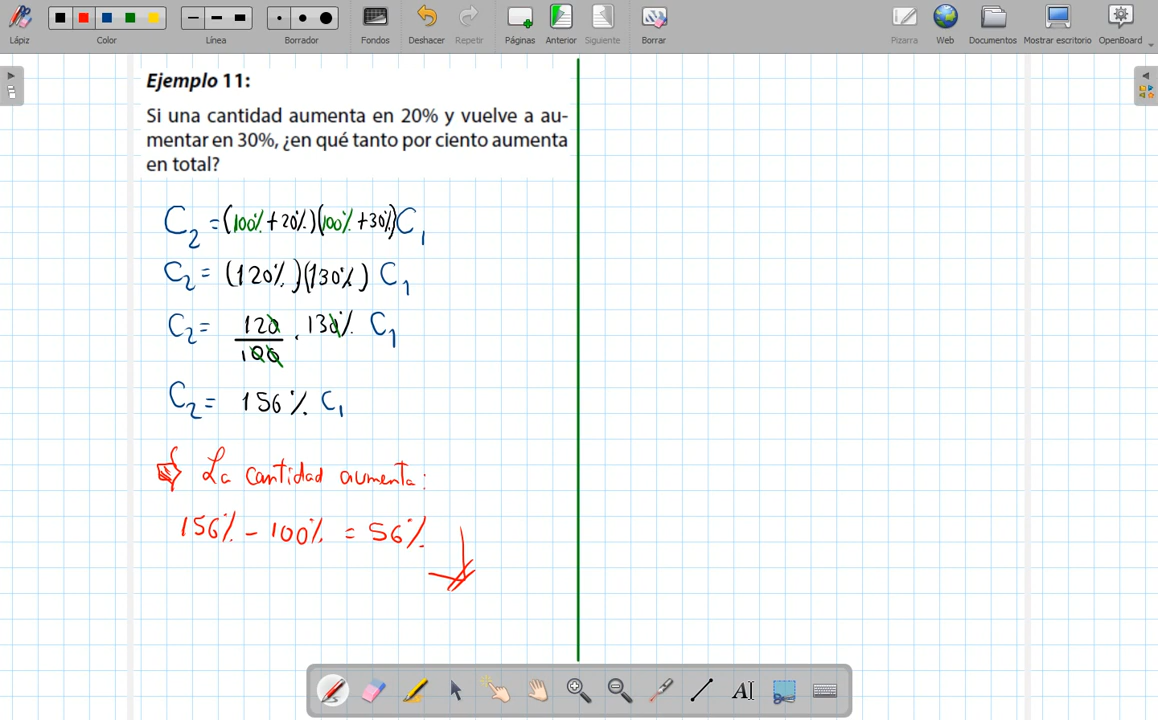 Lápiz Color Línea Borrador Fondos Deshacer Repetir Páginas Anterior Siguiente Borrar Pizarra Web Documentos Mostrar escritorio OpenBoard
Ejemplo 11:
Si una cantidad aumenta en 20% y vuelve a au-
mentar en 30%, ¿en qué tanto por ciento aumenta
en total?
C₂ = (100% + 20%)(100% + 30%)C₁
C₂ = (120%)(130%) C₁
C₂ = 120/100 . 130% C₁
C₂ = 156% C₁
⇒ La cantidad aumenta:
156% - 100% = 56%